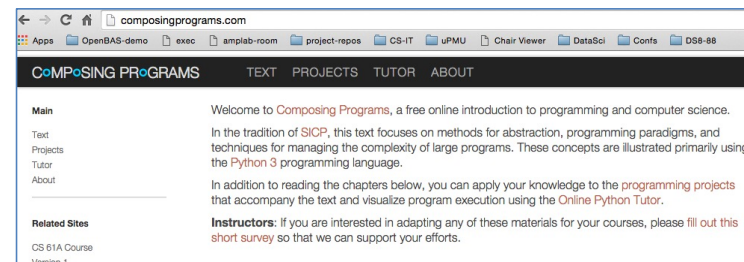 composingprograms.com
Apps OpenBAS-demo exec amplab-room project-repos CS-IT uPMU Chair Viewer DataSci Confs DS8-88
COMPOSING PROGRAMS TEXT PROJECTS TUTOR ABOUT
Main
Text
Projects
Tutor
About
Related Sites
CS 61A Course
Version 1
Welcome to Composing Programs, a free online introduction to programming and computer science.
In the tradition of SICP, this text focuses on methods for abstraction, programming paradigms, and
techniques for managing the complexity of large programs. These concepts are illustrated primarily using
the Python 3 programming language.
In addition to reading the chapters below, you can apply your knowledge to the programming projects
that accompany the text and visualize program execution using the Online Python Tutor.
Instructors: If you are interested in adapting any of these materials for your courses, please fill out this
short survey so that we can support your efforts.